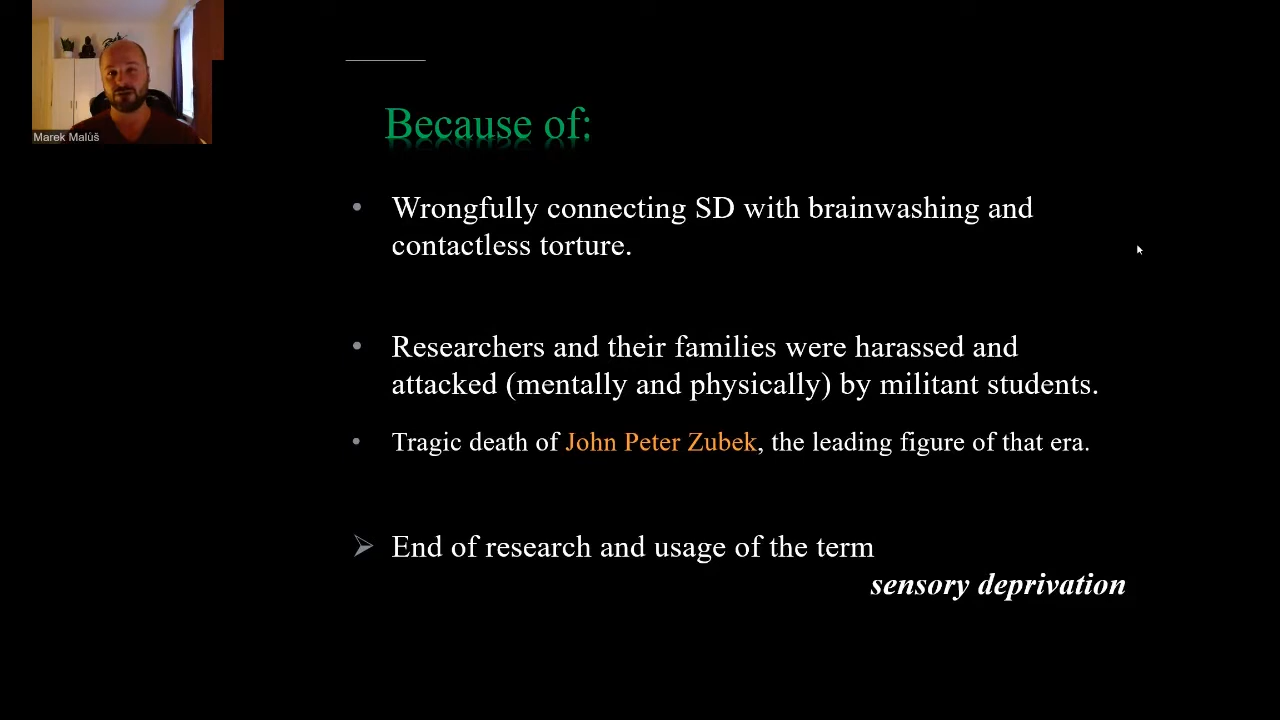 Marek Malůš
Because of:
• Wrongfully connecting SD with brainwashing and
contactless torture.
• Researchers and their families were harassed and
attacked (mentally and physically) by militant students.
• Tragic death of John Peter Zubek, the leading figure of that era.
➢ End of research and usage of the term
sensory deprivation